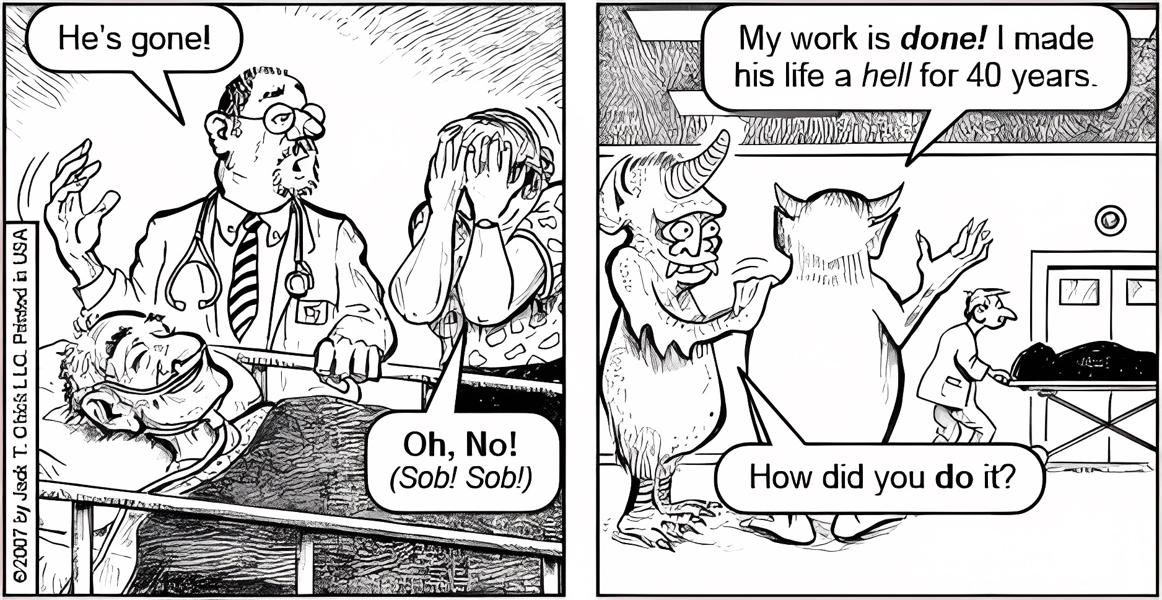 He's gone!
Oh, No!
(Sob! Sob!)
©2007 by Jack T. Chick LLC. Printed in USA
My work is done! I made
his life a hell for 40 years.
How did you do it?